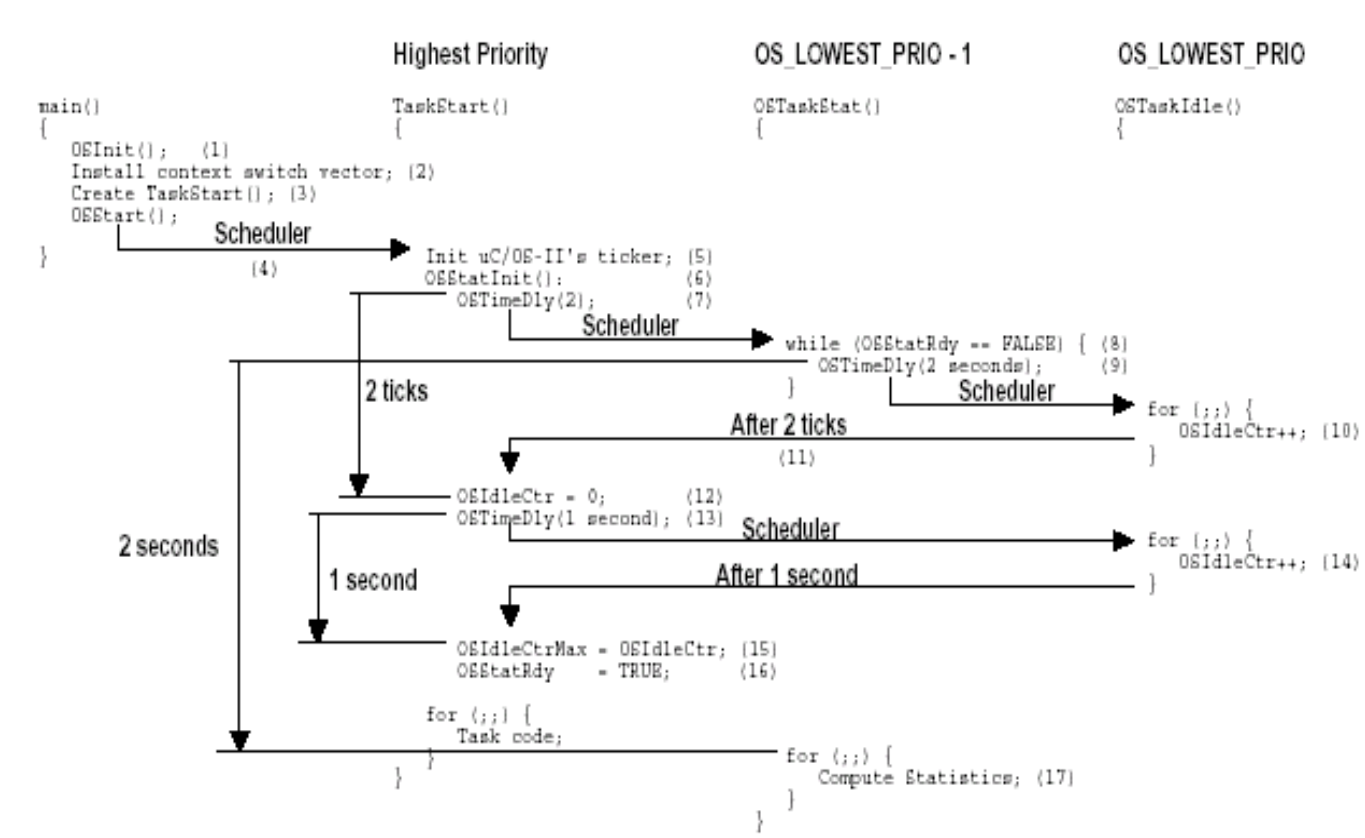 Highest Priority OS_LOWEST_PRIO - 1 OS_LOWEST_PRIO
main() TaskStart() OSTaskStat() OSTaskIdle()
{ { { {
OSInit(); (1)
Install context switch vector; (2)
Create TaskStart(); (3)
OSStart();
Scheduler
} Init uC/OS-II's ticker; (5)
(4)
OSStatInit(): (6)
OSTimeDly(2); (7)
Scheduler
while (OSStatRdy == FALSE) { (8)
OSTimeDly(2 seconds); (9)
2 ticks } Scheduler
for (;;) {
After 2 ticks
OSIdleCtr++; (10)
(11) }
OSIdleCtr = 0; (12)
OSTimeDly(1 second); (13)
Scheduler
2 seconds for (;;) {
OSIdleCtr++; (14)
1 second After 1 second }
OSIdleCtrMax = OSIdleCtr; (15)
OSStatRdy = TRUE; (16)
for (;;) {
Task code;
} for (;;) {
} Compute Statistics; (17)
}
}